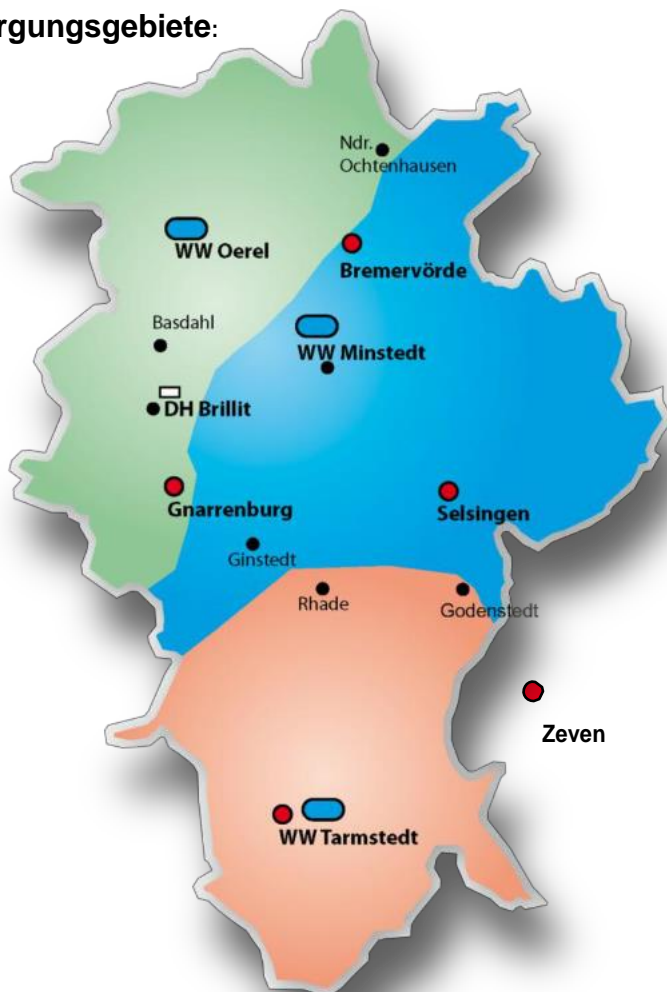 rgungsgebiete:
Ndr.
Ochtenhausen
WW Oerel
Bremervörde
Basdahl
WW Minstedt
DH Brillit
Gnarrenburg
Selsingen
Ginstedt
Rhade
Godenstedt
Zeven
WW Tarmstedt